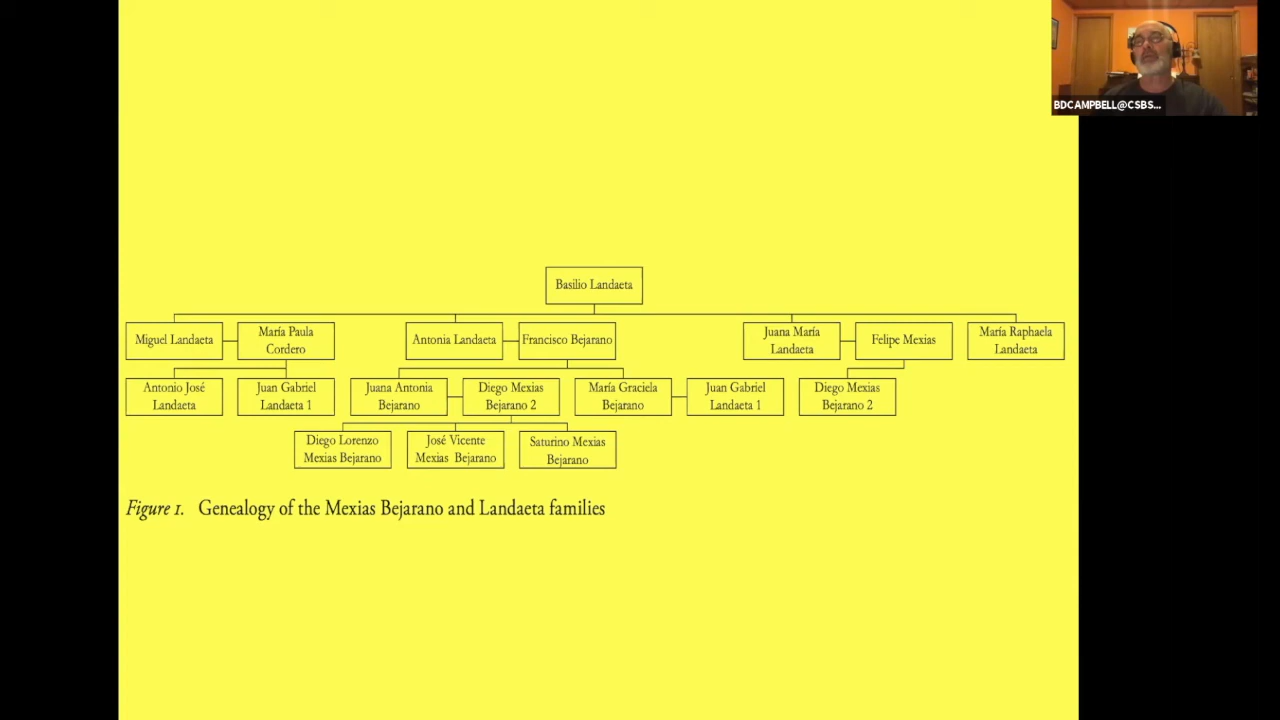 BDCAMPBELL@CSBS...
Basilio Landaeta
Miguel Landaeta
María Paula
Cordero
Antonia Landaeta
Francisco Bejarano
Juana María
Landaeta
Felipe Mexias
María Raphaela
Landaeta
Antonio José
Landaeta
Juan Gabriel
Landaeta 1
Juana Antonia
Bejarano
Diego Mexias
Bejarano 2
María Graciela
Bejarano
Juan Gabriel
Landaeta 1
Diego Mexias
Bejarano 2
Diego Lorenzo
Mexias Bejarano
José Vicente
Mexias Bejarano
Saturino Mexias
Bejarano
Figure 1. Genealogy of the Mexias Bejarano and Landaeta families